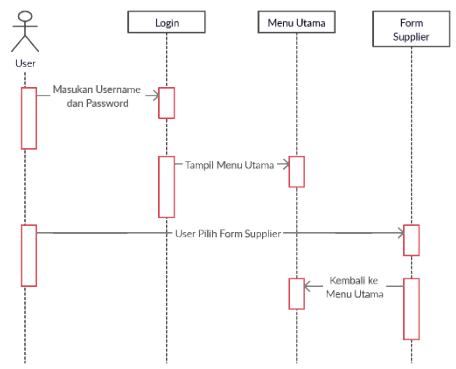 Login
Menu Utama
Form
Supplier
User
Masukan Username
dan Password
Tampil Menu Utama
User Pilih Form Supplier
Kembali ke
Menu Utama